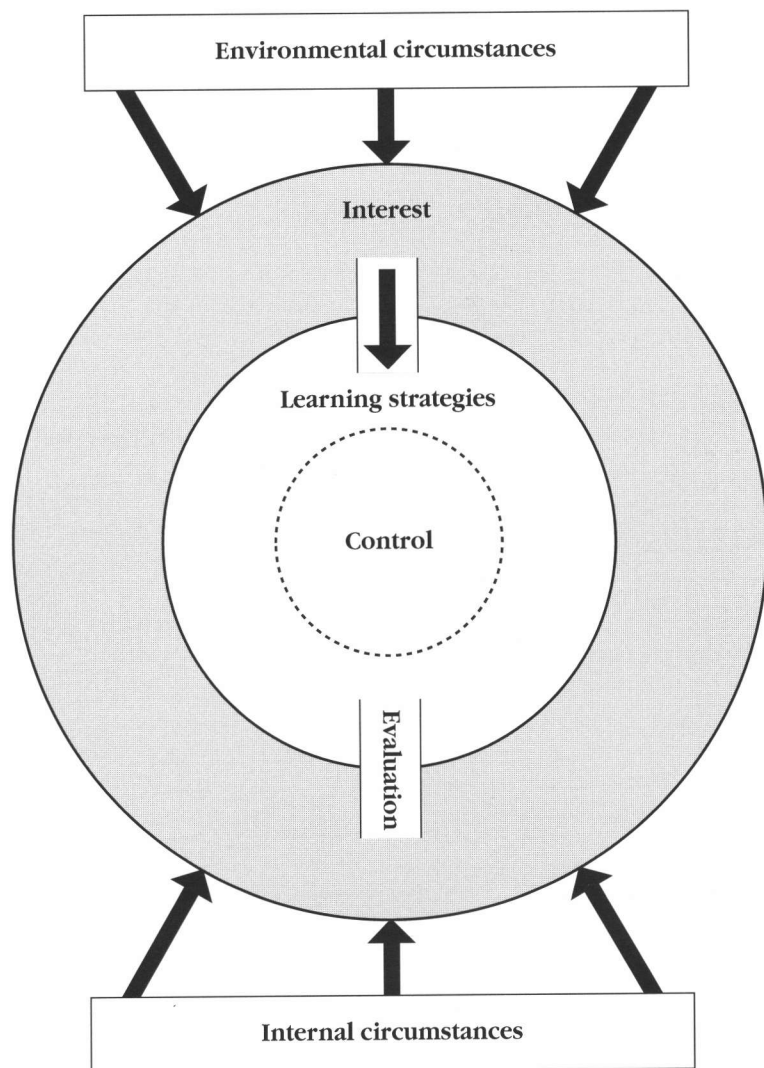 Environmental circumstances
Interest
Learning strategies
Control
Evaluation
Internal circumstances